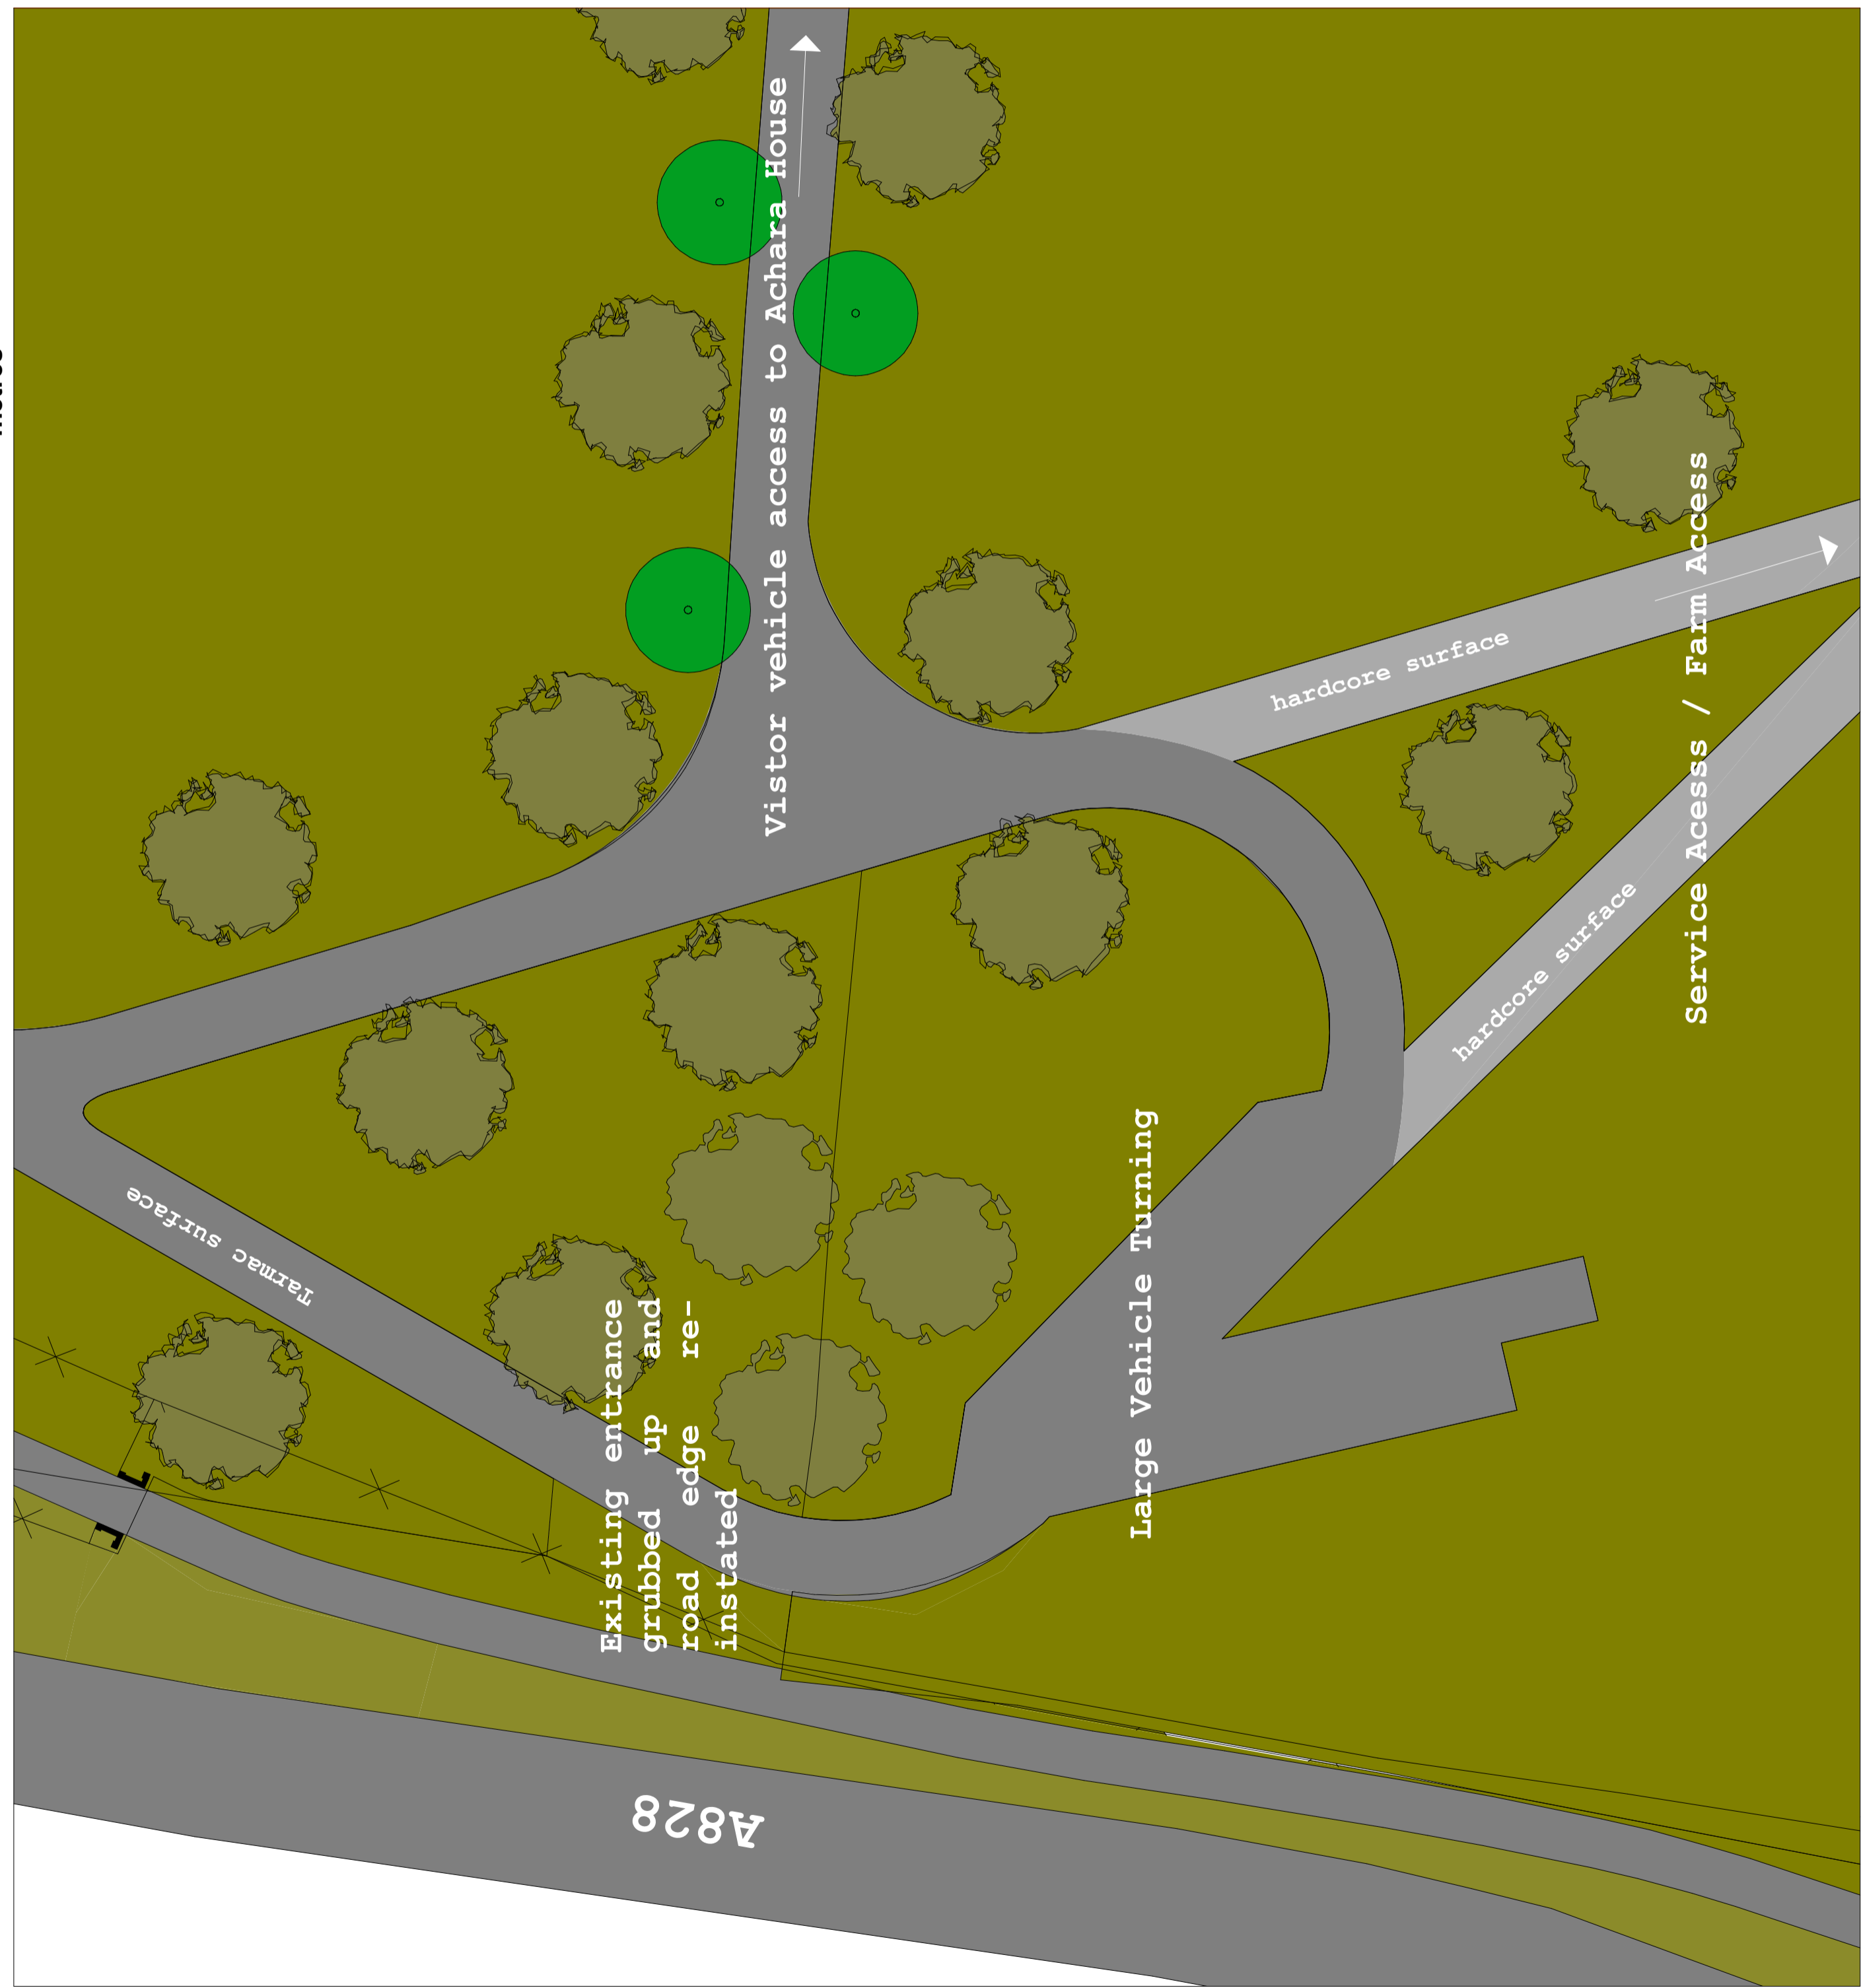 Vistor vehicle access to Achara House
hardcore surface
Service Acesss / Farm Access
hardcore surface
Tarmac surface
Large Vehicle Turning
Existing entrance
grubbed up and
road edge re-
instated
A828